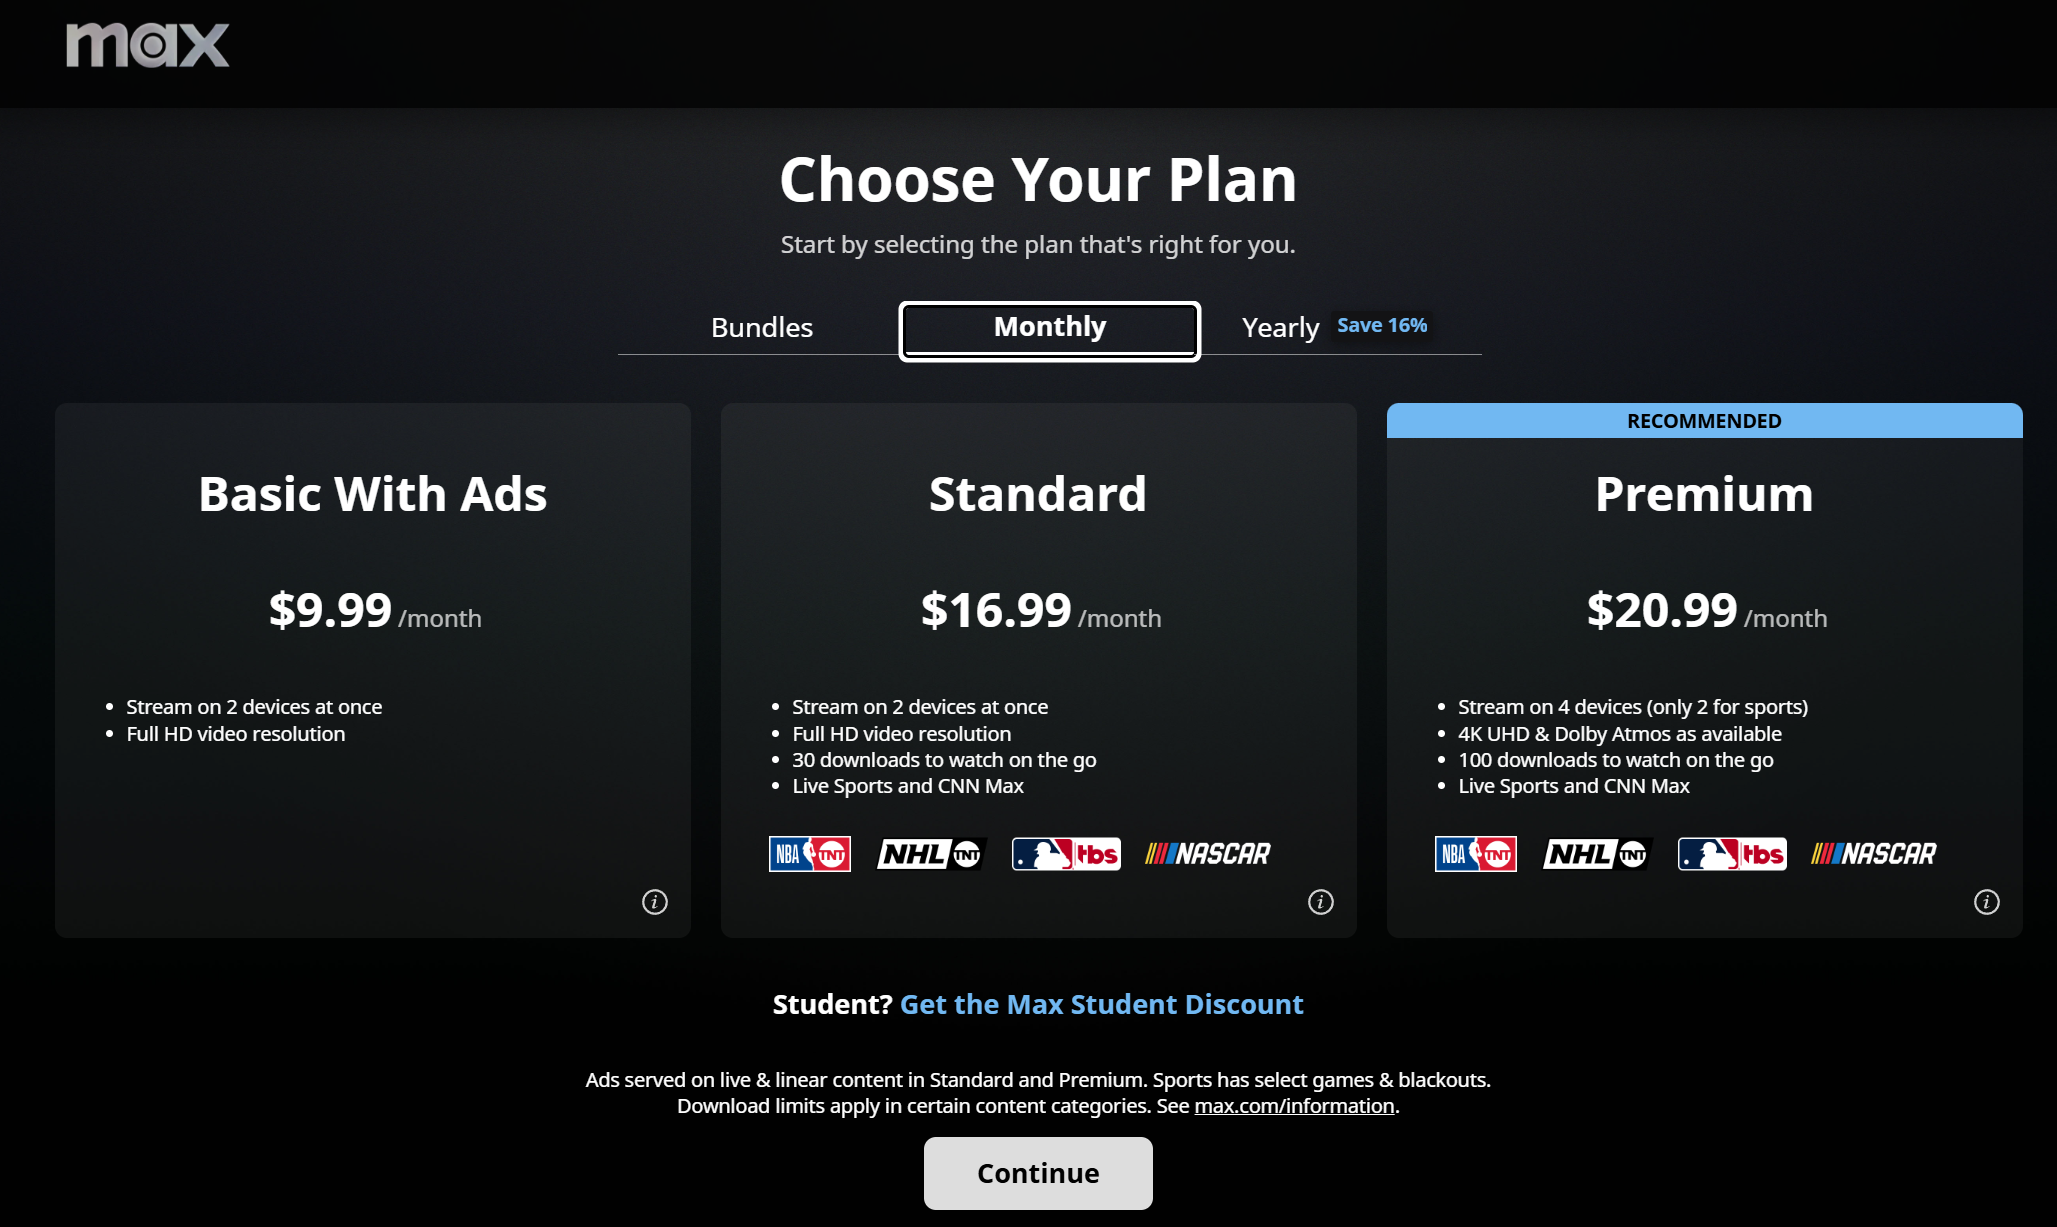 max
Choose Your Plan
Start by selecting the plan that's right for you.
Bundles
Monthly
Yearly Save 16%
Basic With Ads
$9.99 /month
• Stream on 2 devices at once
• Full HD video resolution
Standard
$16.99 /month
• Stream on 2 devices at once
• Full HD video resolution
• 30 downloads to watch on the go
• Live Sports and CNN Max
NBA TNT NHL TNT tbs NASCAR
RECOMMENDED
Premium
$20.99 /month
• Stream on 4 devices (only 2 for sports)
• 4K UHD & Dolby Atmos as available
• 100 downloads to watch on the go
• Live Sports and CNN Max
NBA TNT NHL TNT tbs NASCAR
Student? Get the Max Student Discount
Ads served on live & linear content in Standard and Premium. Sports has select games & blackouts.
Download limits apply in certain content categories. See max.com/information.
Continue